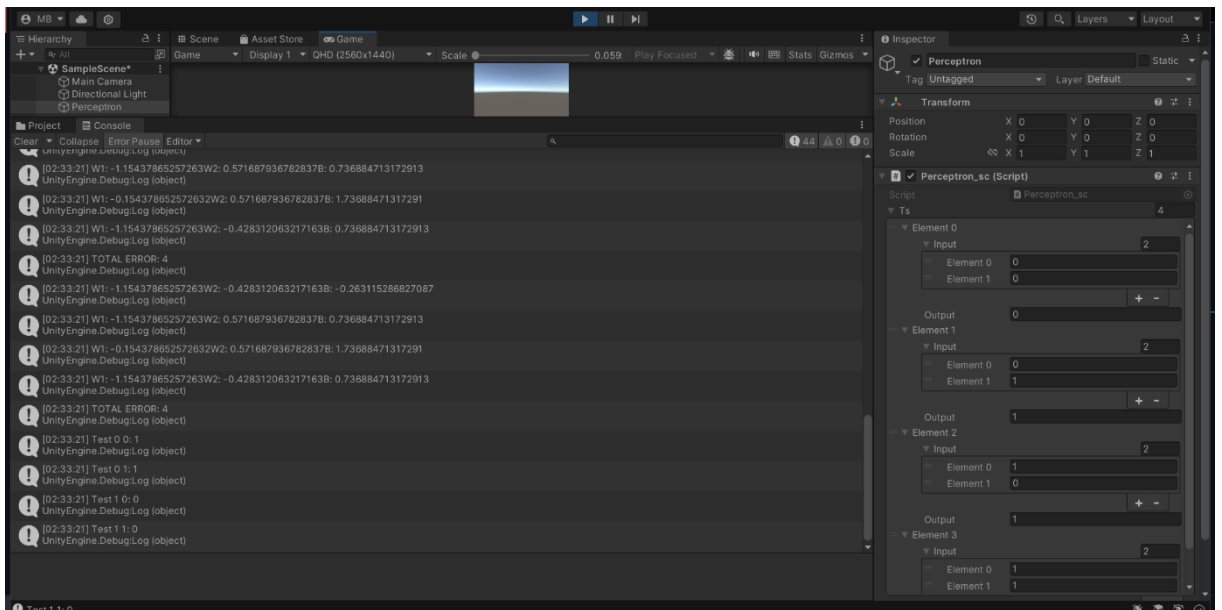 MB
Layers
Layout
Hierarchy
Scene
Asset Store
Game
Inspector
All
Game
Display 1
QHD (2560x1440)
Scale
0.059
Play Focused
Stats
Gizmos
SampleScene*
Main Camera
Directional Light
Perceptron
Perceptron
Static
Tag Untagged
Layer Default
Transform
Position X 0 Y 0 Z 0
Rotation X 0 Y 0 Z 0
Scale X 1 Y 1 Z 1
Project
Console
Clear
Collapse
Error Pause
Editor
44
0
0
UnityEngine.Debug:Log (object)
[02:33:21] W1: -1.15437865257263W2: 0.571687936782837B: 0.736884713172913
UnityEngine.Debug:Log (object)
[02:33:21] W1: -0.154378652572632W2: 0.571687936782837B: 1.73688471317291
UnityEngine.Debug:Log (object)
[02:33:21] W1: -1.15437865257263W2: -0.428312063217163B: 0.736884713172913
UnityEngine.Debug:Log (object)
[02:33:21] TOTAL ERROR: 4
UnityEngine.Debug:Log (object)
[02:33:21] W1: -1.15437865257263W2: -0.428312063217163B: -0.263115286827087
UnityEngine.Debug:Log (object)
[02:33:21] W1: -1.15437865257263W2: 0.571687936782837B: 0.736884713172913
UnityEngine.Debug:Log (object)
[02:33:21] W1: -0.154378652572632W2: 0.571687936782837B: 1.73688471317291
UnityEngine.Debug:Log (object)
[02:33:21] W1: -1.15437865257263W2: -0.428312063217163B: 0.736884713172913
UnityEngine.Debug:Log (object)
[02:33:21] TOTAL ERROR: 4
UnityEngine.Debug:Log (object)
[02:33:21] Test 0 0: 1
UnityEngine.Debug:Log (object)
[02:33:21] Test 0 1: 1
UnityEngine.Debug:Log (object)
[02:33:21] Test 1 0: 0
UnityEngine.Debug:Log (object)
[02:33:21] Test 1 1: 0
UnityEngine.Debug:Log (object)
Perceptron_sc (Script)
Script Perceptron_sc
Ts 4
Element 0
Input 2
Element 0 0
Element 1 0
+ -
Output 0
Element 1
Input 2
Element 0 0
Element 1 1
+ -
Output 1
Element 2
Input 2
Element 0 1
Element 1 0
+ -
Output 1
Element 3
Input 2
Element 0 1
Element 1 1
Test 1 1: 0